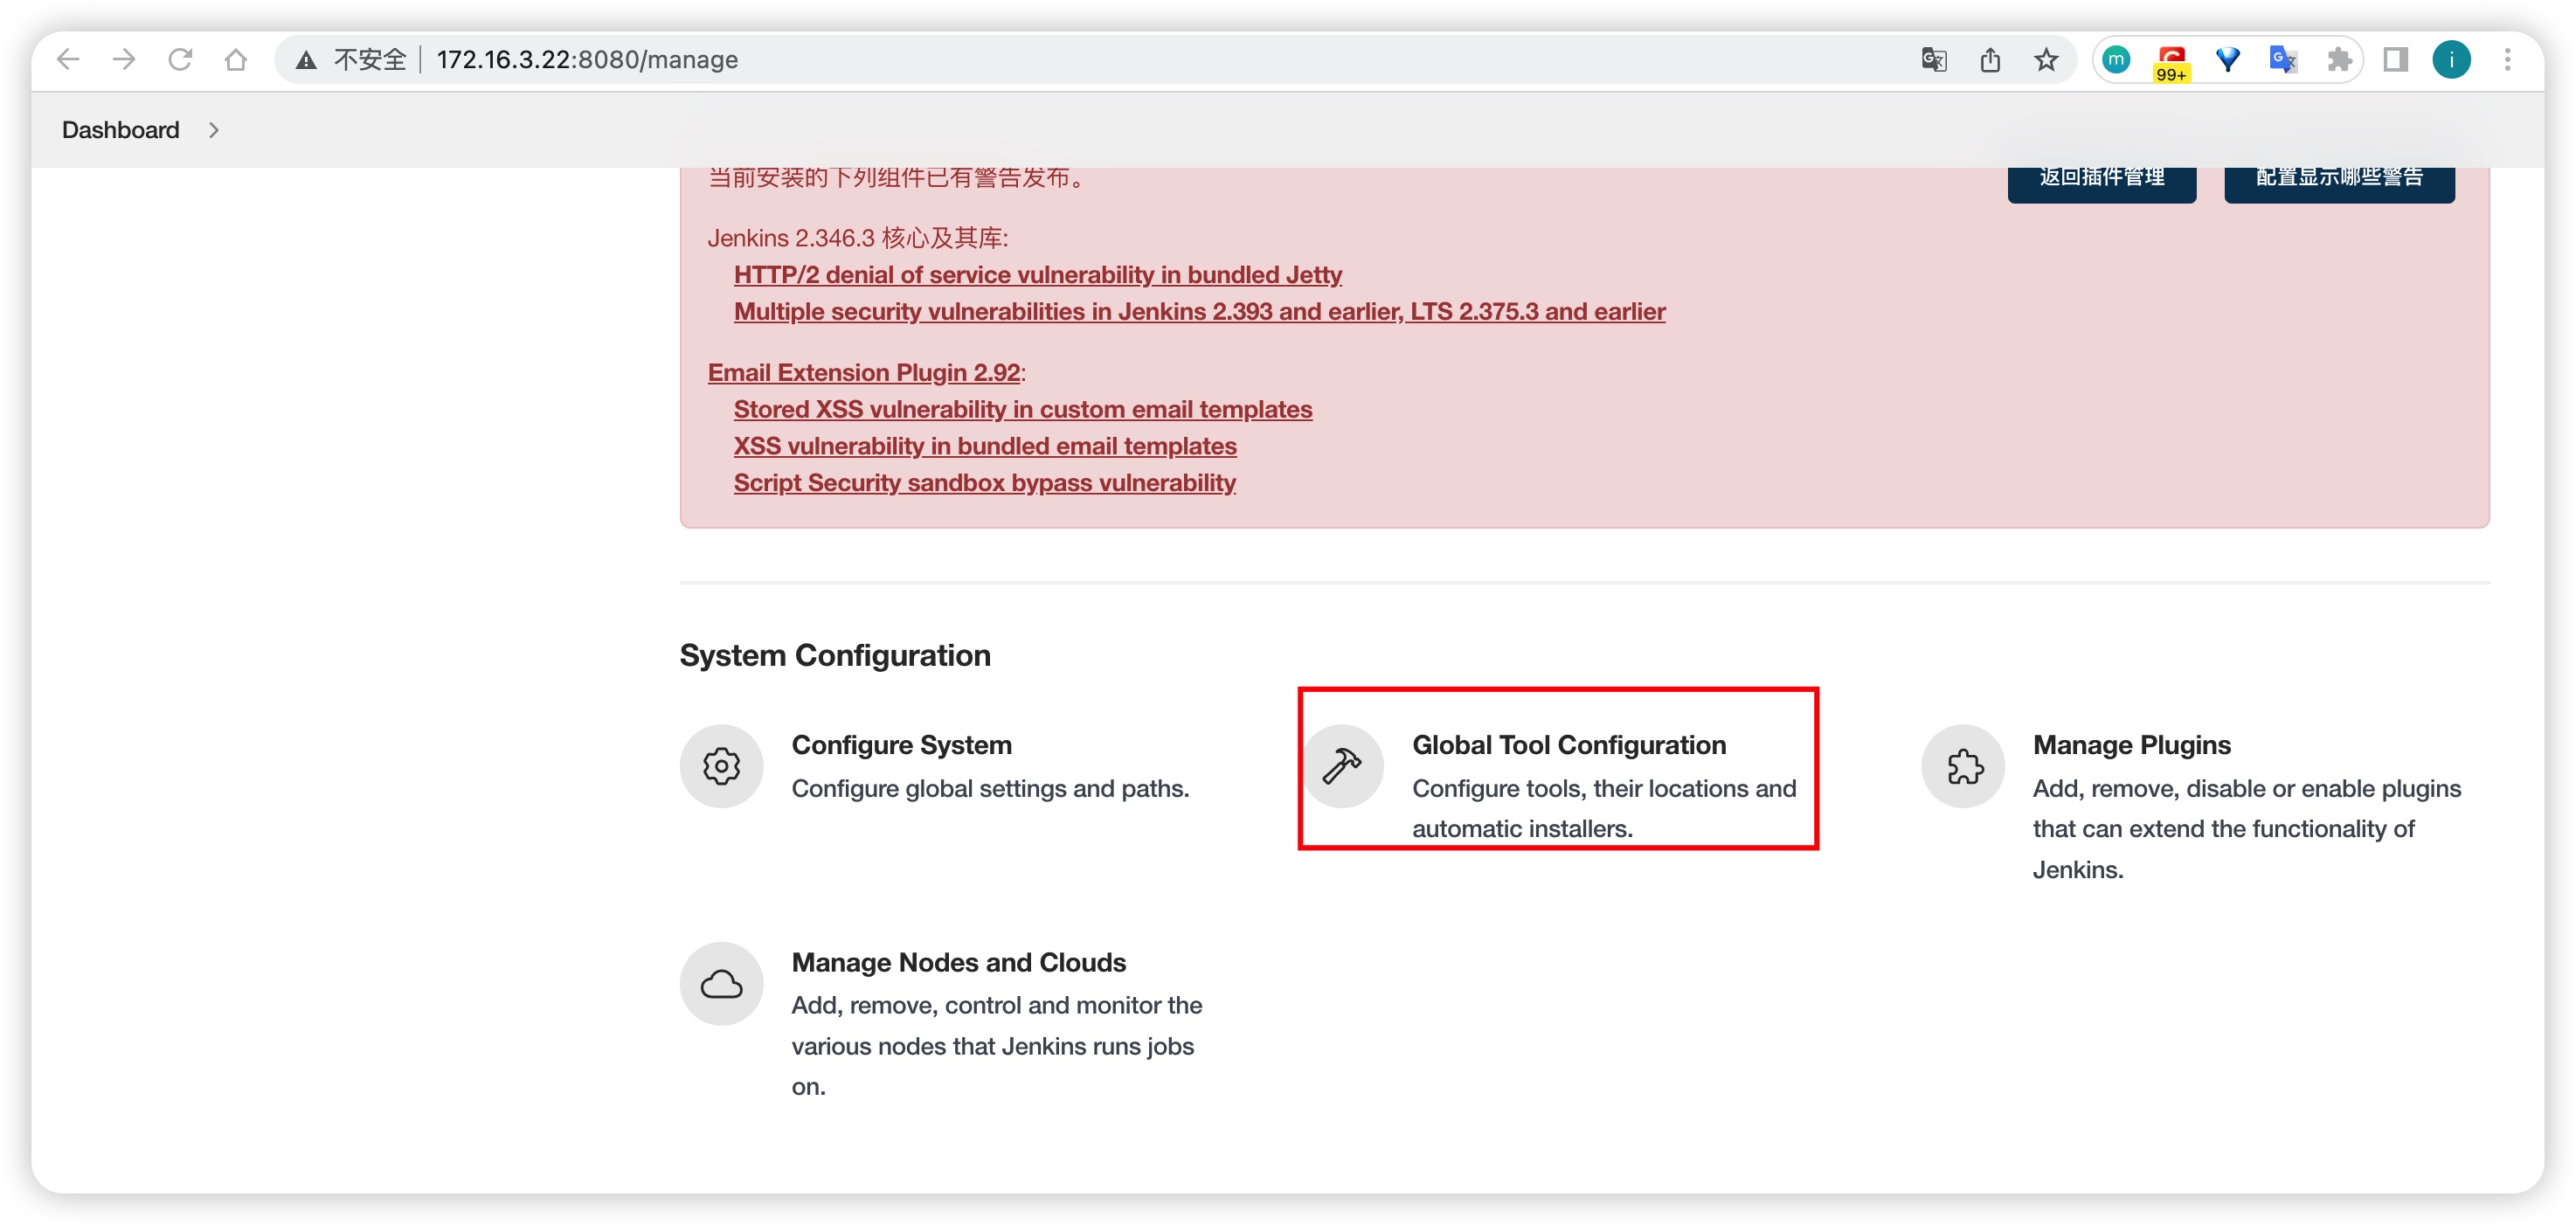 不安全 172.16.3.22:8080/manage
m
99+
i
Dashboard
当前安装的下列组件已有警告发布。
返回插件管理 配置显示哪些警告
Jenkins 2.346.3 核心及其库:
HTTP/2 denial of service vulnerability in bundled Jetty
Multiple security vulnerabilities in Jenkins 2.393 and earlier, LTS 2.375.3 and earlier
Email Extension Plugin 2.92:
Stored XSS vulnerability in custom email templates
XSS vulnerability in bundled email templates
Script Security sandbox bypass vulnerability
System Configuration
Configure System
Configure global settings and paths.
Global Tool Configuration
Configure tools, their locations and
automatic installers.
Manage Plugins
Add, remove, disable or enable plugins
that can extend the functionality of
Jenkins.
Manage Nodes and Clouds
Add, remove, control and monitor the
various nodes that Jenkins runs jobs
on.